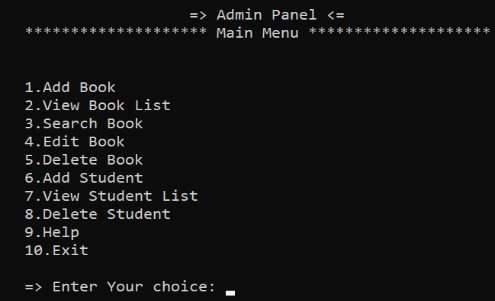 => Admin Panel <=
******************** Main Menu ********************
1.Add Book
2.View Book List
3.Search Book
4.Edit Book
5.Delete Book
6.Add Student
7.View Student List
8.Delete Student
9.Help
10.Exit
=> Enter Your choice: